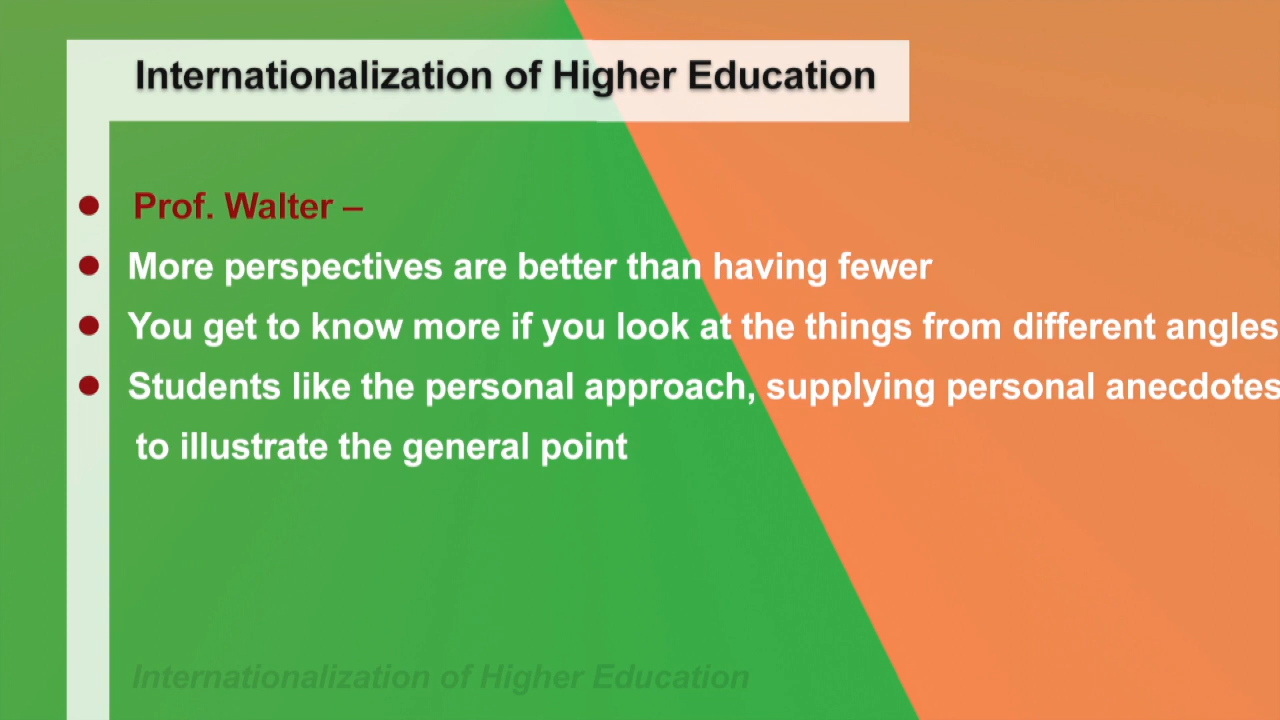 Internationalization of Higher Education
Prof. Walter –
More perspectives are better than having fewer
You get to know more if you look at the things from different angles
Students like the personal approach, supplying personal anecdotes
to illustrate the general point
Internationalization of Higher Education